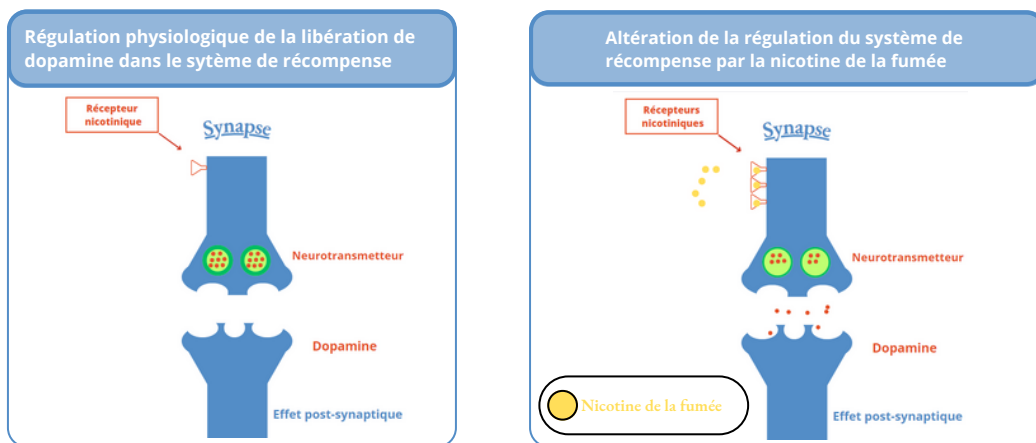 Régulation physiologique de la libération de
dopamine dans le sytème de récompense
Récepteur
nicotinique
Synapse
Neurotransmetteur
Dopamine
Effet post-synaptique
Altération de la régulation du système de
récompense par la nicotine de la fumée
Récepteurs
nicotiniques
Synapse
Neurotransmetteur
Dopamine
Nicotine de la fumée
Effet post-synaptique